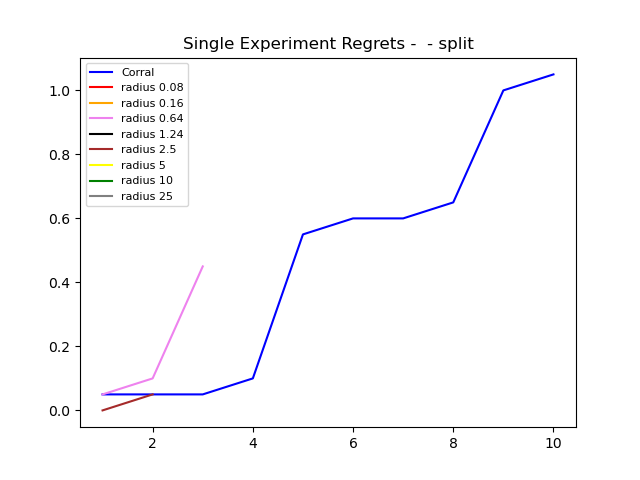 Single Experiment Regrets -  - split
Corral
radius 0.08
radius 0.16
radius 0.64
radius 1.24
radius 2.5
radius 5
radius 10
radius 25
1.0
0.8
0.6
0.4
0.2
0.0
2 4 6 8 10